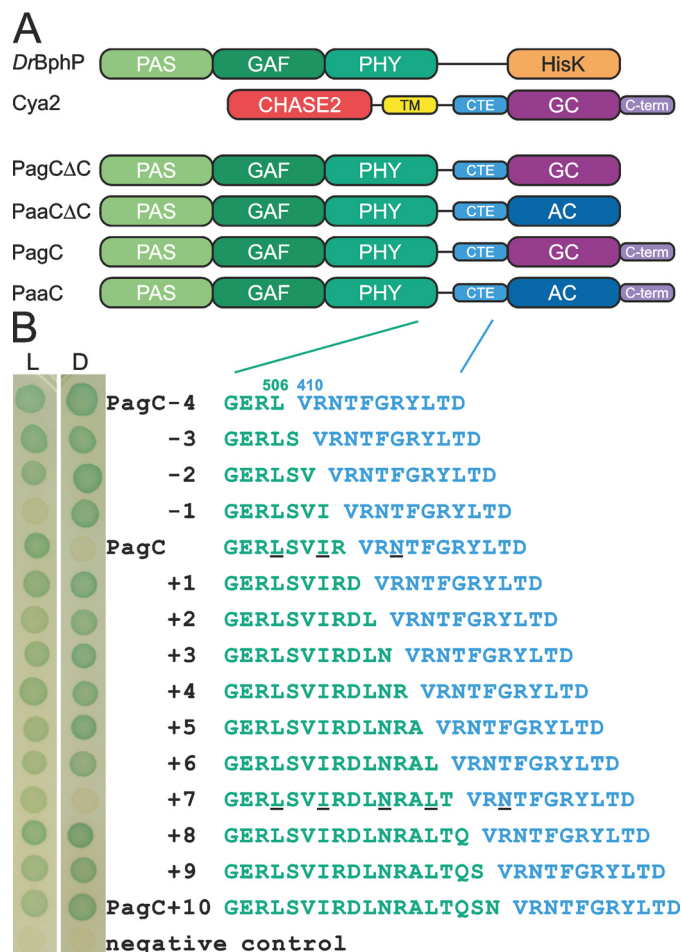 A
DrBphP PAS GAF PHY HisK
Cya2 CHASE2 TM CTE GC C-term
PagCΔC PAS GAF PHY CTE GC
PaaCΔC PAS GAF PHY CTE AC
PagC PAS GAF PHY CTE GC C-term
PaaC PAS GAF PHY CTE AC C-term
B
L D
506 410
PagC-4 GERL VRNTFGRYLTD
-3 GERLS VRNTFGRYLTD
-2 GERLSV VRNTFGRYLTD
-1 GERLSVI VRNTFGRYLTD
PagC GERLSVIR VRNTFGRYLTD
+1 GERLSVIRD VRNTFGRYLTD
+2 GERLSVIRDL VRNTFGRYLTD
+3 GERLSVIRDLN VRNTFGRYLTD
+4 GERLSVIRDLNR VRNTFGRYLTD
+5 GERLSVIRDLNRA VRNTFGRYLTD
+6 GERLSVIRDLNRAL VRNTFGRYLTD
+7 GERLSVIRDLNRALT VRNTFGRYLTD
+8 GERLSVIRDLNRALTQ VRNTFGRYLTD
+9 GERLSVIRDLNRALTQS VRNTFGRYLTD
PagC+10 GERLSVIRDLNRALTQSN VRNTFGRYLTD
negative control